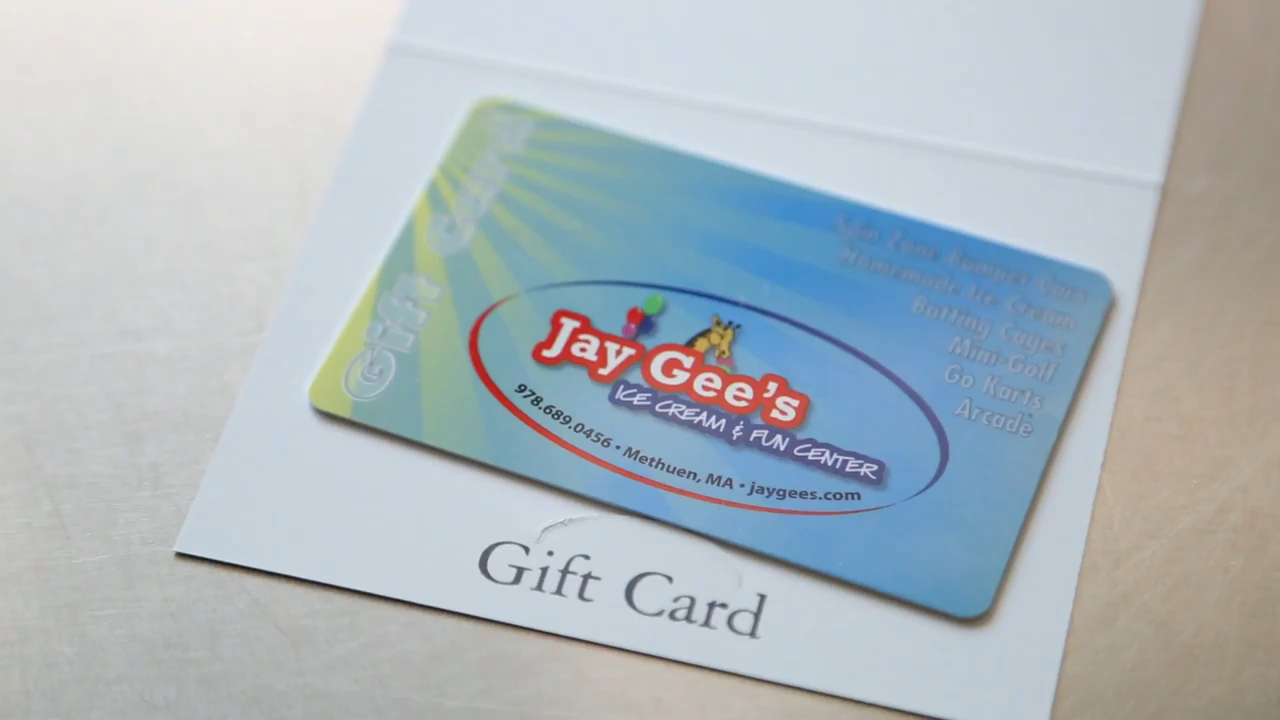 Gift Card
Spin Zone Bumper Cars
Homemade Ice Cream
Batting Cages
Mini-Golf
Go Karts
Arcade
Jay Gee's
ICE CREAM & FUN CENTER
978.689.0456 • Methuen, MA • jaygees.com
Gift Card